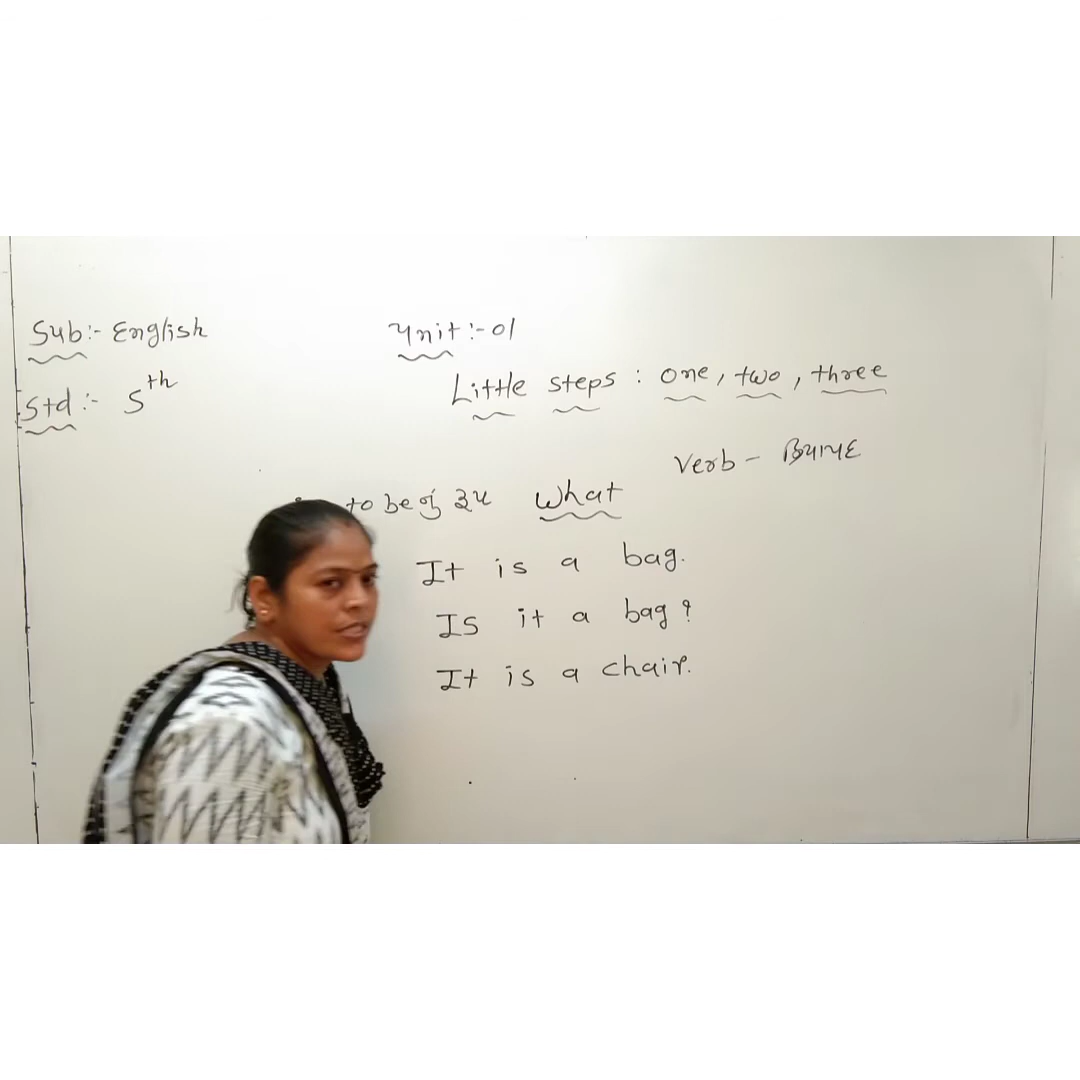 Sub:- English
Unit:-01
Std:- 5th
Little steps : one, two, three
Verb - ક્રિયાપદ
to be નું રૂપ What
It is a bag.
Is it a bag?
It is a chair.